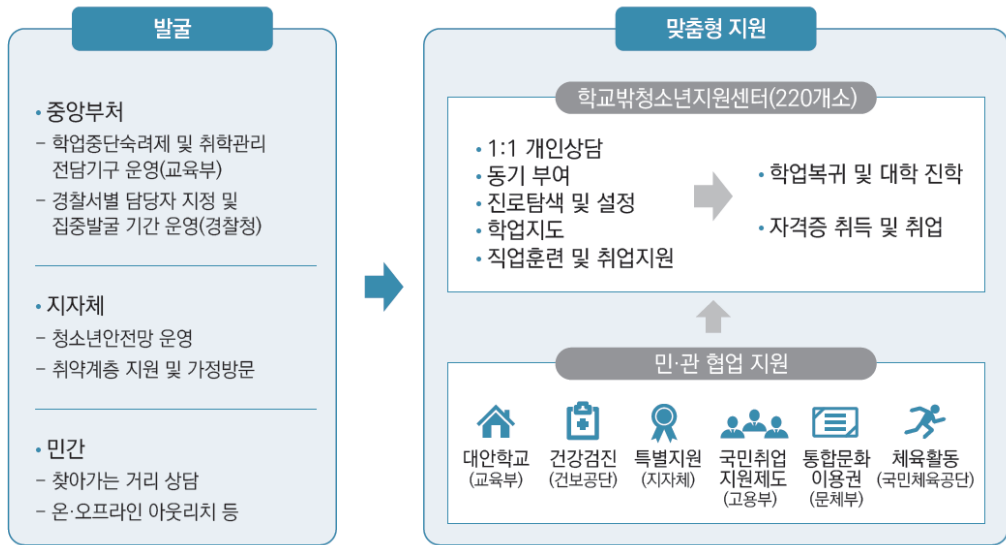 발굴
• 중앙부처
– 학업중단숙려제 및 취학관리
전담기구 운영(교육부)
– 경찰서별 담당자 지정 및
집중발굴 기간 운영(경찰청)
• 지자체
– 청소년안전망 운영
– 취약계층 지원 및 가정방문
• 민간
– 찾아가는 거리 상담
– 온·오프라인 아웃리치 등
맞춤형 지원
학교밖청소년지원센터(220개소)
• 1:1 개인상담
• 동기 부여
• 진로탐색 및 설정
• 학업지도
• 직업훈련 및 취업지원
• 학업복귀 및 대학 진학
• 자격증 취득 및 취업
민·관 협업 지원
대안학교
(교육부)
건강검진
(건보공단)
특별지원
(지자체)
국민취업
지원제도
(고용부)
통합문화
이용권
(문체부)
체육활동
(국민체육공단)